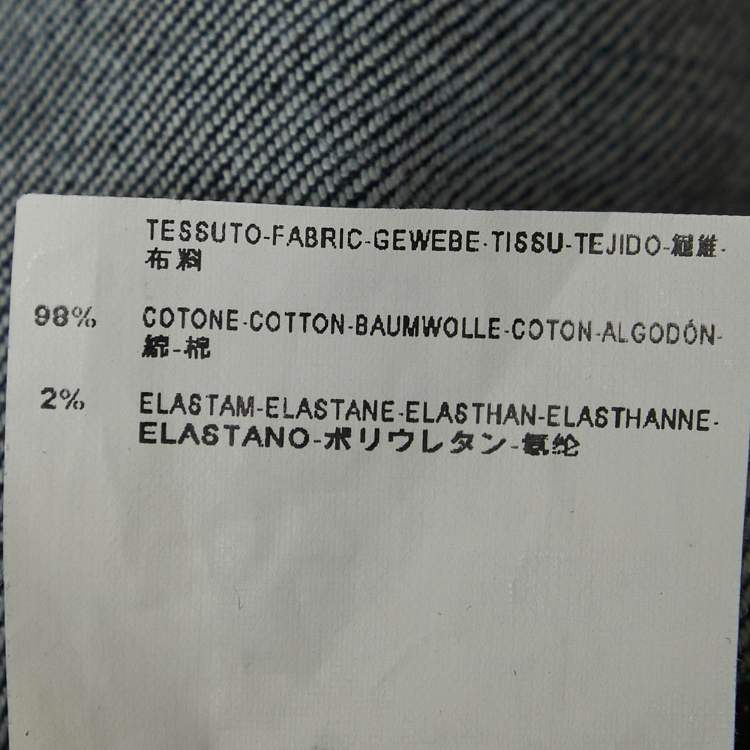 TESSUTO-FABRIC-GEWEBE-TISSU-TEJIDO-繊維-
布料
98% COTONE-COTTON-BAUMWOLLE-COTON-ALGODÓN-
綿-棉
2% ELASTAM-ELASTANE-ELASTHAN-ELASTHANNE-
ELASTANO-ポリウレタン-氨纶